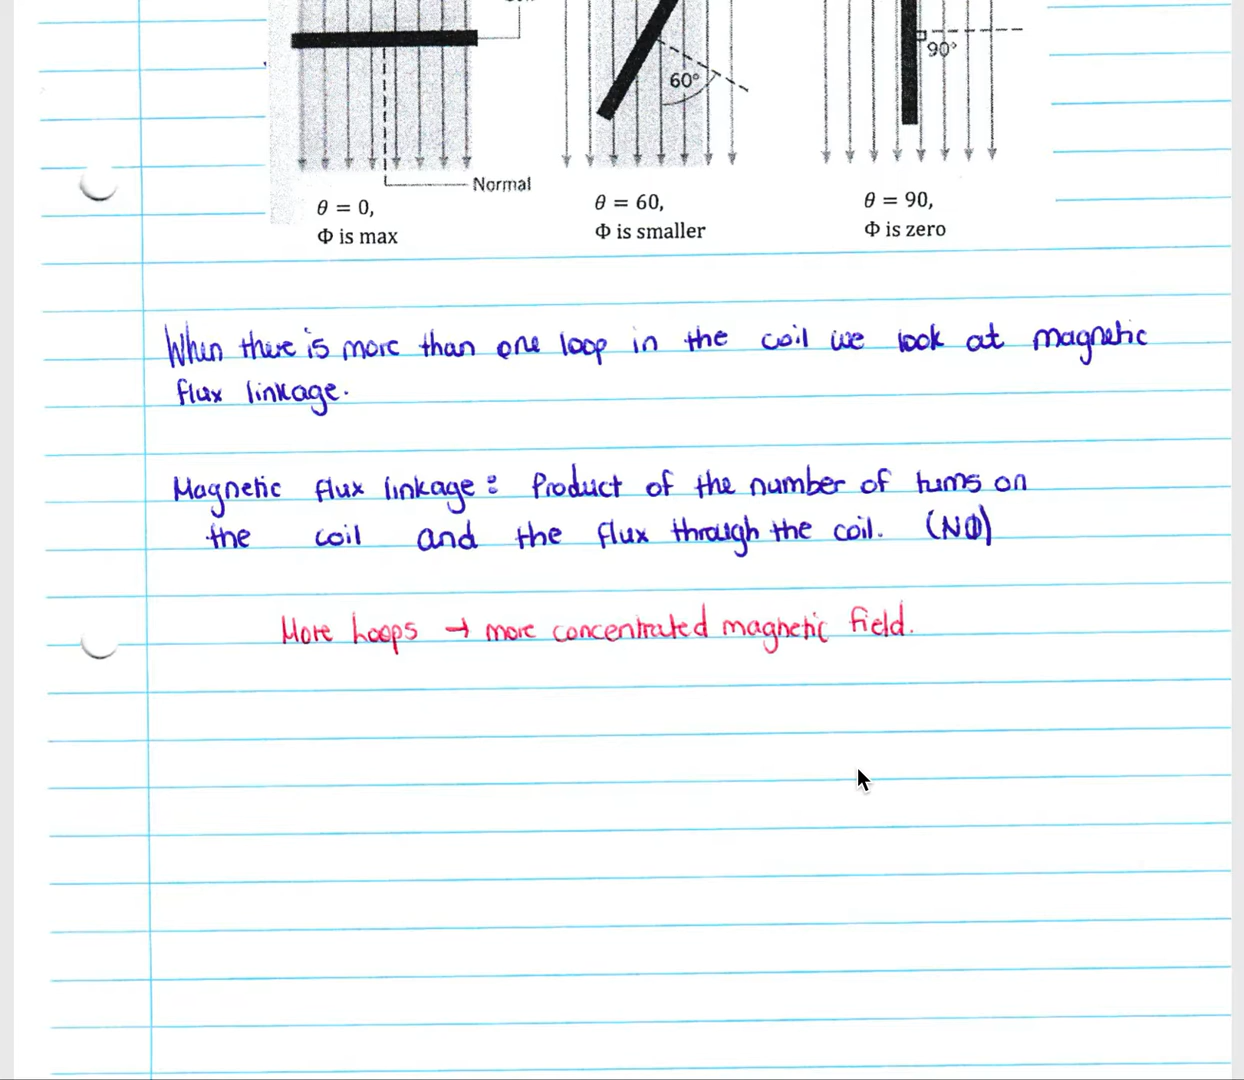 60°
90°
Normal
θ = 0,
Φ is max
θ = 60,
Φ is smaller
θ = 90,
Φ is zero
When there is more than one loop in the coil we look at magnetic
flux linkage.
Magnetic flux linkage: Product of the number of turns on
the coil and the flux through the coil. (NΦ)
More hoops → more concentrated magnetic field.